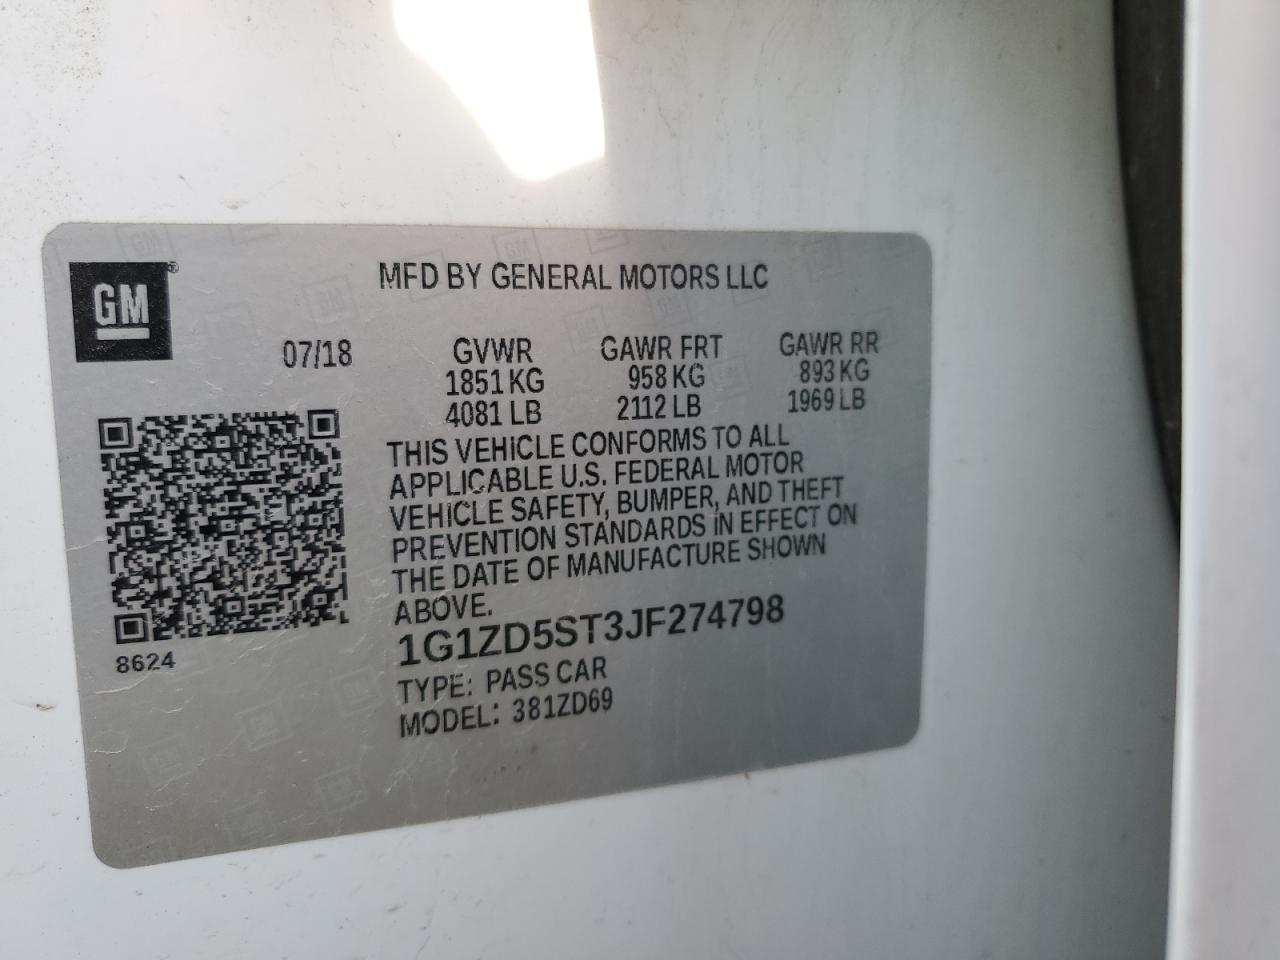 GM
MFD BY GENERAL MOTORS LLC
07/18 GVWR GAWR FRT GAWR RR
1851 KG 958 KG 893 KG
4081 LB 2112 LB 1969 LB
THIS VEHICLE CONFORMS TO ALL
APPLICABLE U.S. FEDERAL MOTOR
VEHICLE SAFETY, BUMPER, AND THEFT
PREVENTION STANDARDS IN EFFECT ON
THE DATE OF MANUFACTURE SHOWN
ABOVE.
1G1ZD5ST3JF274798
TYPE: PASS CAR
MODEL: 381ZD69
8624